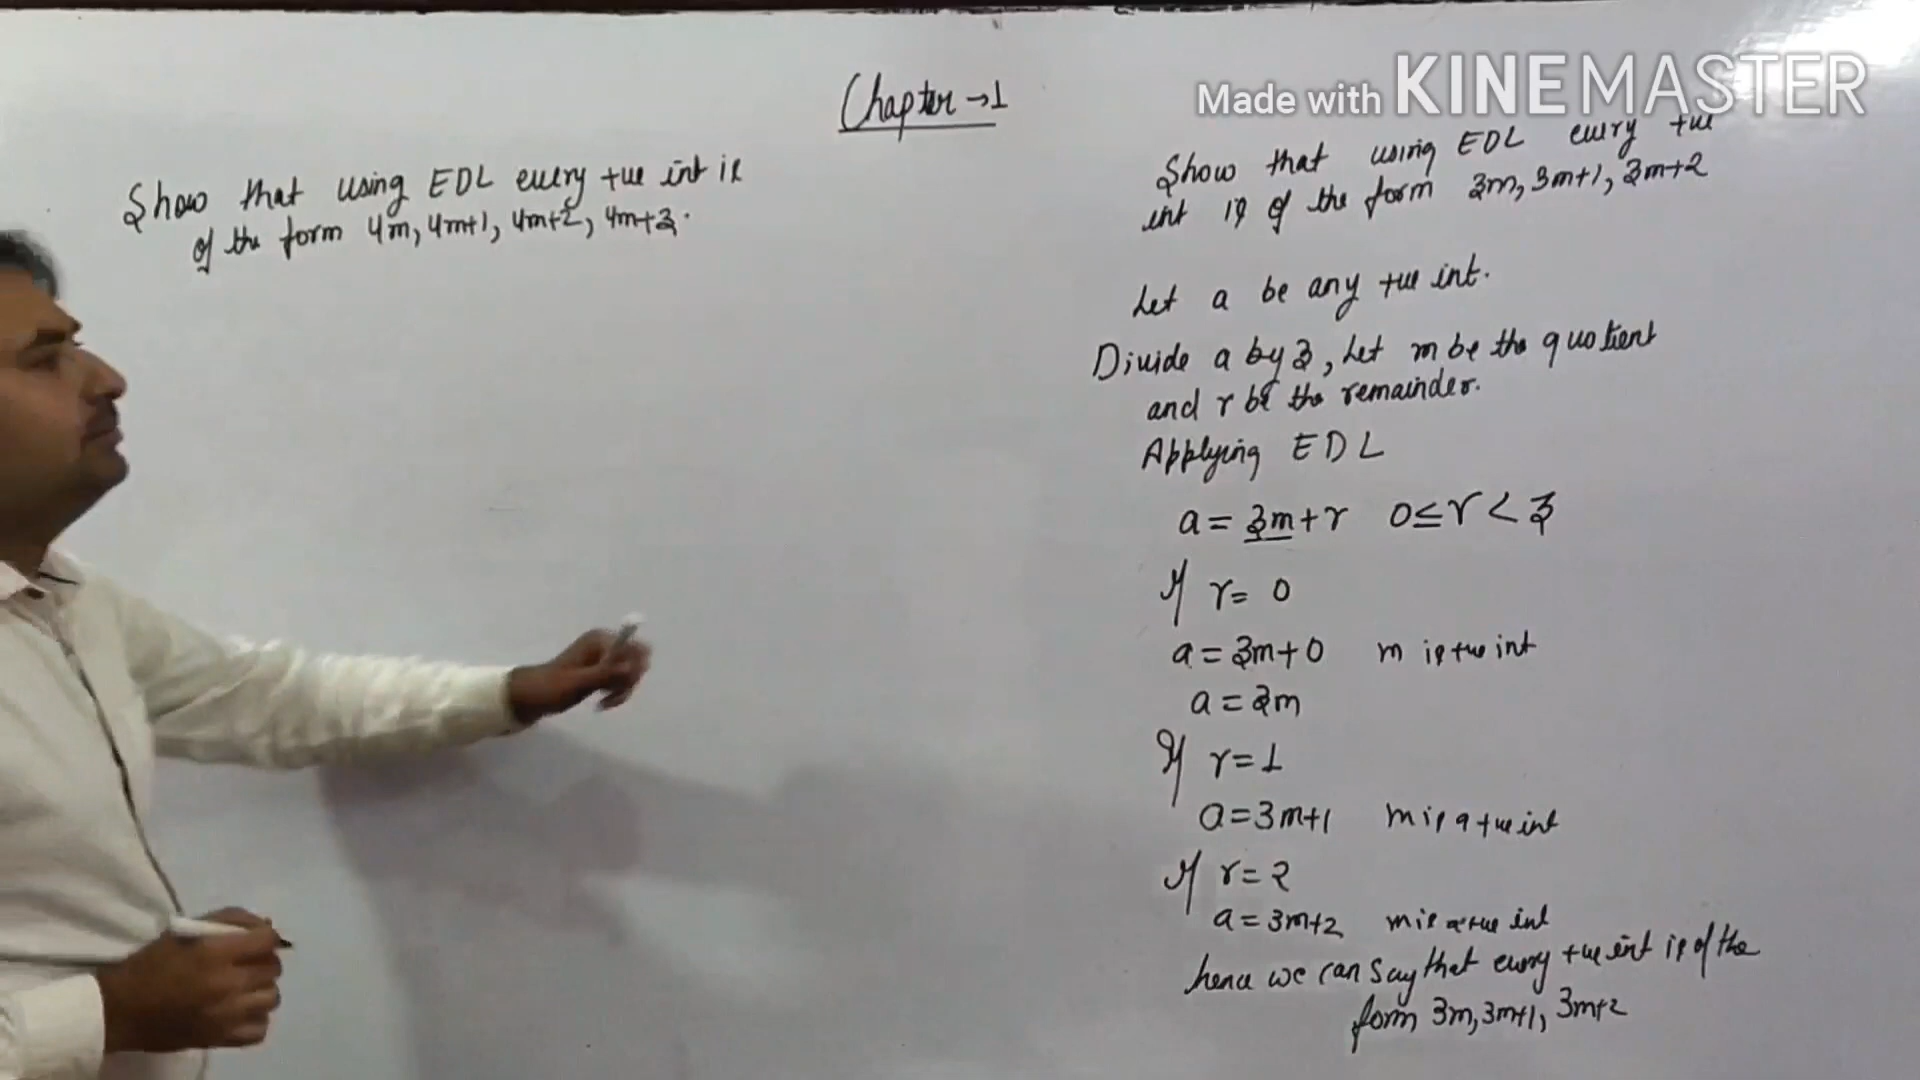 Chapter →1
Made with KINEMASTER
Show that using EDL every +ve int is
of the form 4m, 4m+1, 4m+2, 4m+3.
Show that using EDL every +ve
int is of the form 3m, 3m+1, 3m+2
Let a be any +ve int.
Divide a by 3, Let m be the quotient
and r be the remainder.
Applying EDL
a = 3m+r 0≤r<3
If r= 0
a = 3m+0 m is +ve int
a = 3m
If r=1
a=3m+1 m is a +ve int
If r=2
a=3m+2 m is a +ve int
hence we can say that every +ve int is of the
form 3m, 3m+1, 3m+2